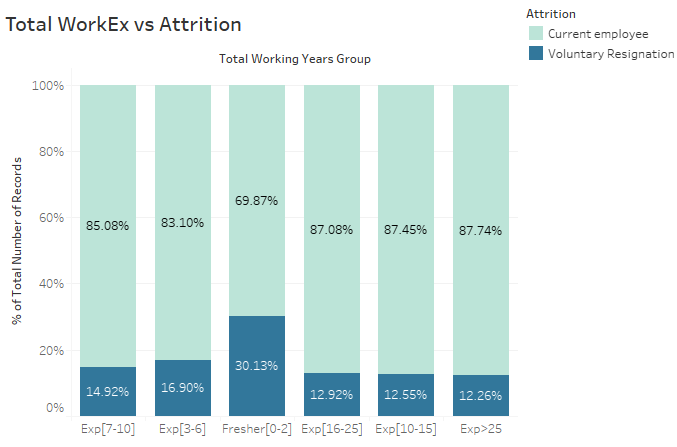 Total WorkEx vs Attrition
Attrition
Current employee
Voluntary Resignation
Total Working Years Group
% of Total Number of Records
100%
80%
60%
40%
20%
0%
85.08%
83.10%
69.87%
87.08%
87.45%
87.74%
14.92%
16.90%
30.13%
12.92%
12.55%
12.26%
Exp[7-10]
Exp[3-6]
Fresher[0-2]
Exp[16-25]
Exp[10-15]
Exp>25